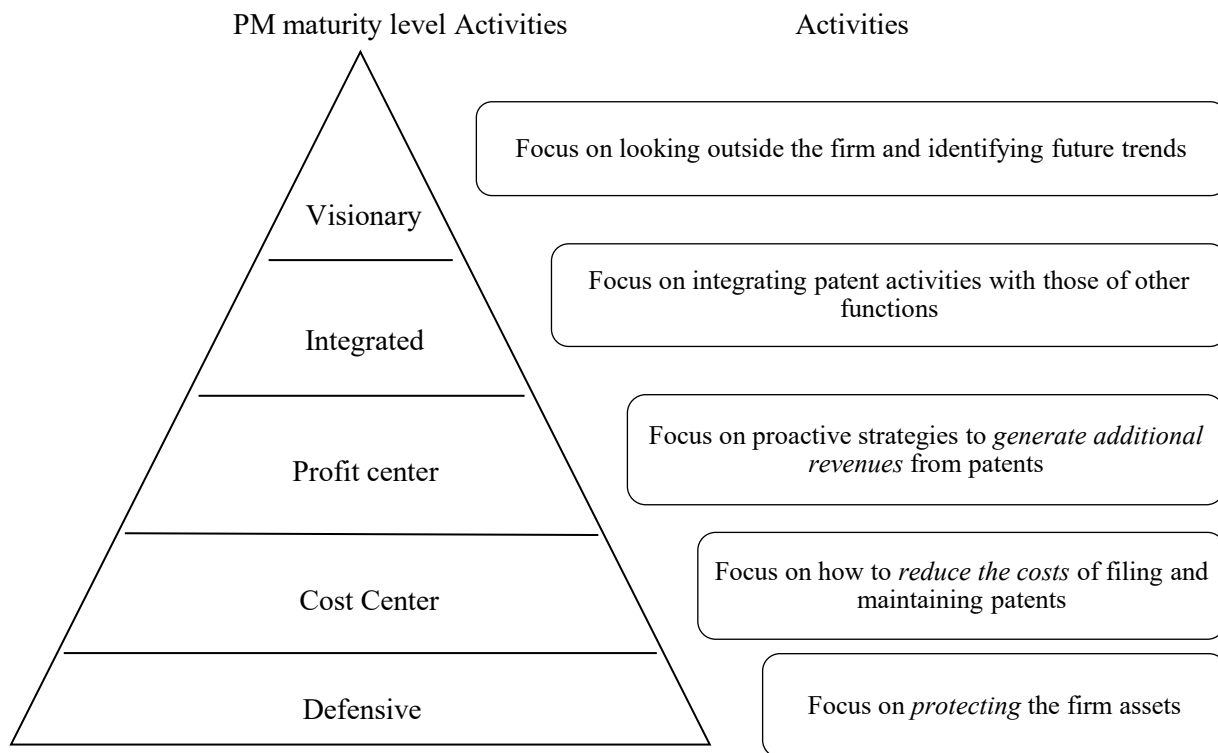 PM maturity level Activities
Activities
Focus on looking outside the firm and identifying future trends
Visionary
Focus on integrating patent activities with those of other
functions
Integrated
Focus on proactive strategies to generate additional
revenues from patents
Profit center
Focus on how to reduce the costs of filing and
maintaining patents
Cost Center
Focus on protecting the firm assets
Defensive